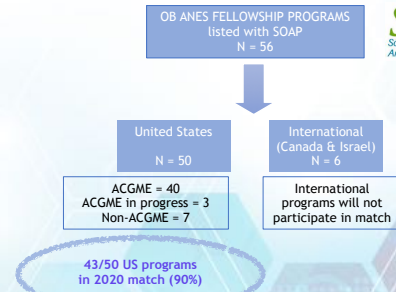 OB ANES FELLOWSHIP PROGRAMS
listed with SOAP
N = 56
United States
N = 50
International
(Canada & Israel)
N = 6
ACGME = 40
ACGME in progress = 3
Non-ACGME = 7
International
programs will not
participate in match
43/50 US programs
in 2020 match (90%)